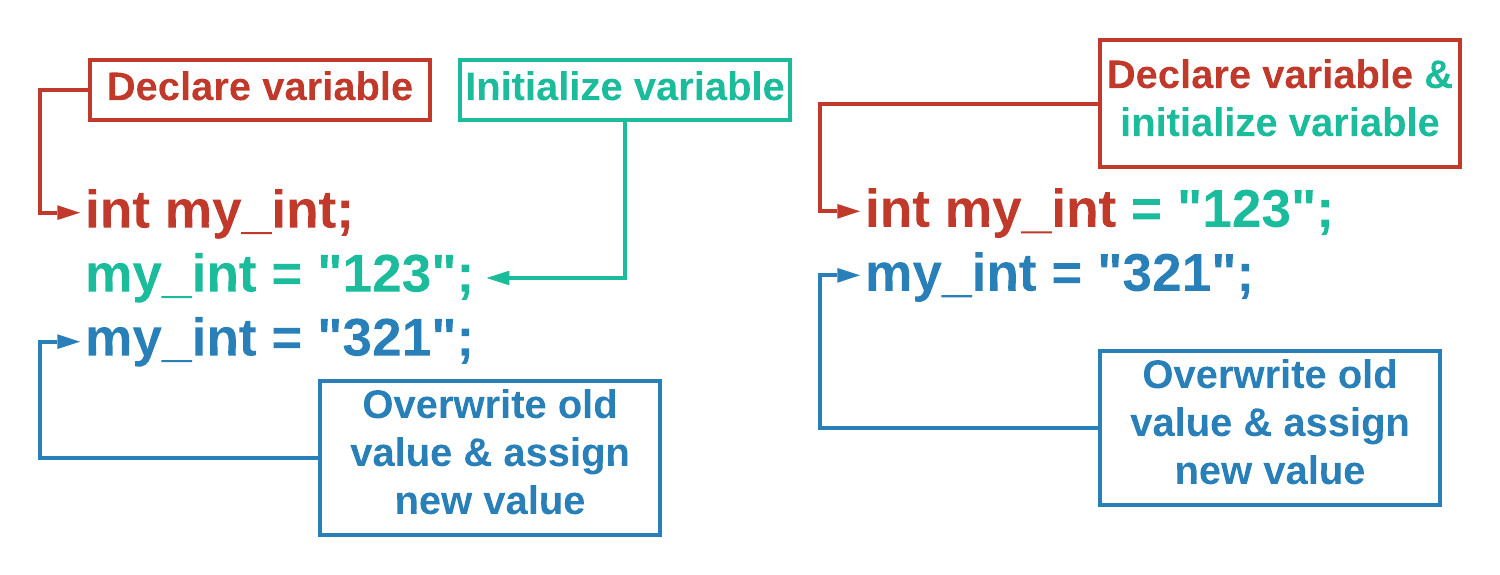 Declare variable
Initialize variable
int my_int;
my_int = "123";
my_int = "321";
Overwrite old
value & assign
new value
Declare variable &
initialize variable
int my_int = "123";
my_int = "321";
Overwrite old
value & assign
new value